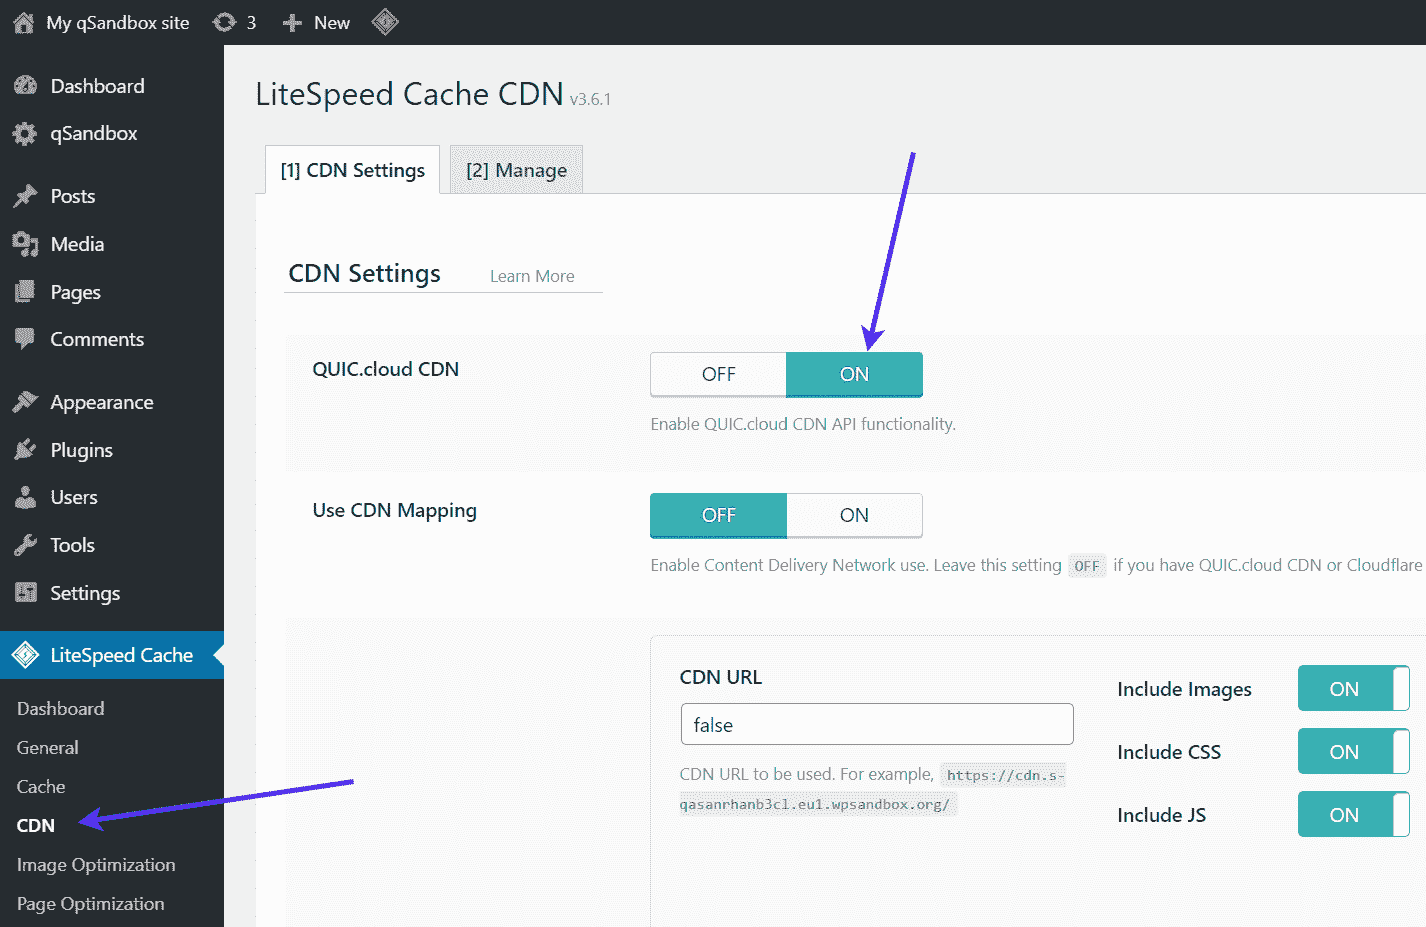 My qSandbox site 3 New
Dashboard
qSandbox
Posts
Media
Pages
Comments
Appearance
Plugins
Users
Tools
Settings
LiteSpeed Cache
Dashboard
General
Cache
CDN
Image Optimization
Page Optimization
LiteSpeed Cache CDN v3.6.1
[1] CDN Settings [2] Manage
CDN Settings Learn More
QUIC.cloud CDN OFF ON
Enable QUIC.cloud CDN API functionality.
Use CDN Mapping OFF ON
Enable Content Delivery Network use. Leave this setting OFF if you have QUIC.cloud CDN or Cloudflare
CDN URL
false
CDN URL to be used. For example, https://cdn.s-
qasanrhanb3cl.eu1.wpsandbox.org/
Include Images ON
Include CSS ON
Include JS ON